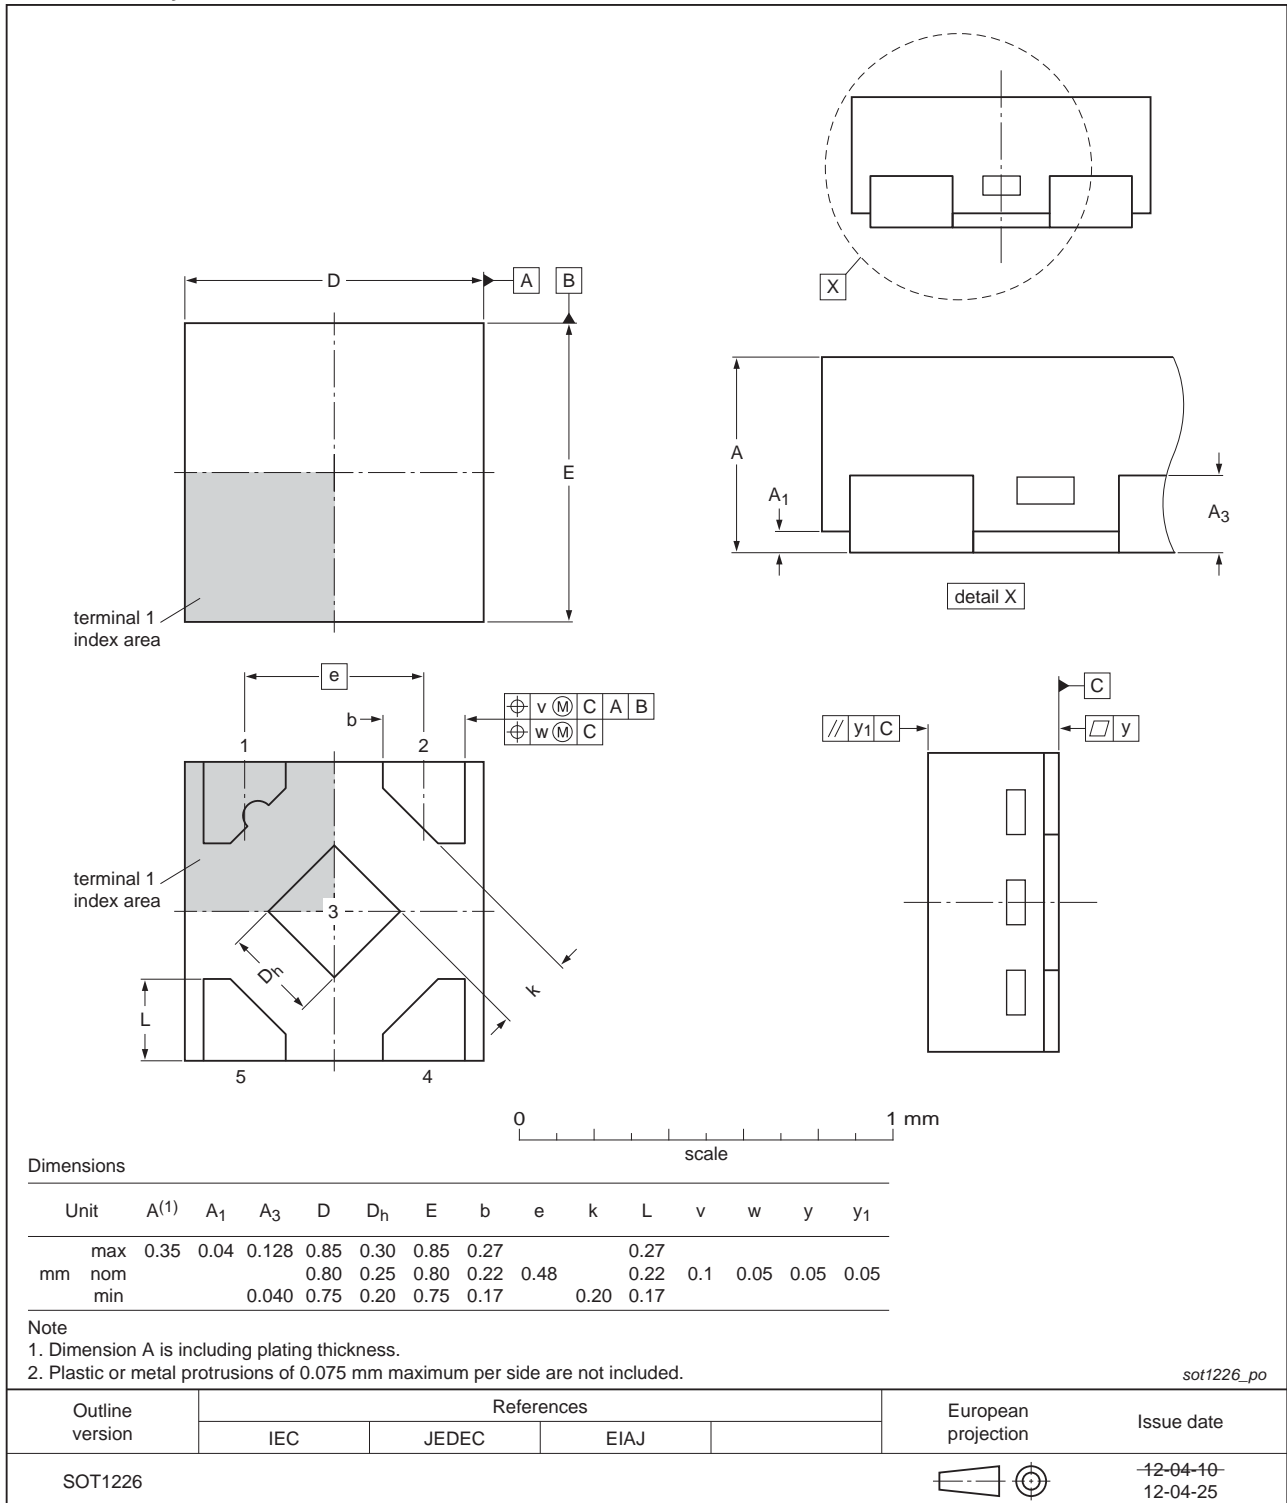 X
D
A
B
E
terminal 1
index area
A
A1
A3
detail X
e
b
v Ⓜ C A B
w Ⓜ C
1
2
terminal 1
index area
3
Dh
k
L
5
4
C
// y1 C
y
0
1 mm
scale
Dimensions
Unit A(1) A1 A3 D Dh E b e k L v w y y1
max 0.35 0.04 0.128 0.85 0.30 0.85 0.27 0.27
mm nom 0.80 0.25 0.80 0.22 0.48 0.22 0.1 0.05 0.05 0.05
min 0.040 0.75 0.20 0.75 0.17 0.20 0.17
Note
1. Dimension A is including plating thickness.
2. Plastic or metal protrusions of 0.075 mm maximum per side are not included.
sot1226_po
Outline version
References
European projection
Issue date
IEC JEDEC EIAJ
SOT1226
12-04-10
12-04-25